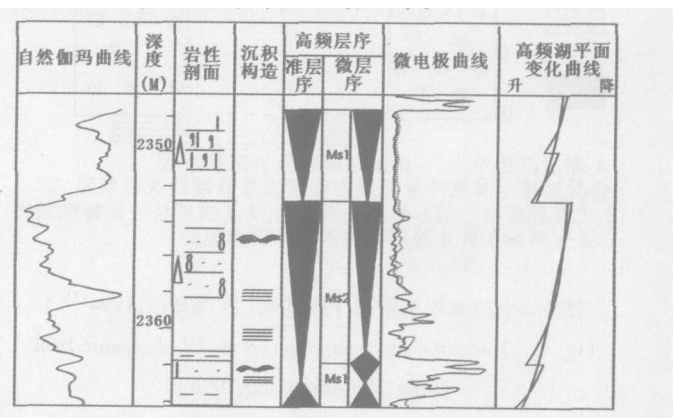 自然伽玛曲线
深度
(M)
岩性剖面
沉积构造
高频层序
准层序
微层序
微电极曲线
高频湖平面变化曲线
升
降
2350
2360
Ms1
Ms2
Ms1